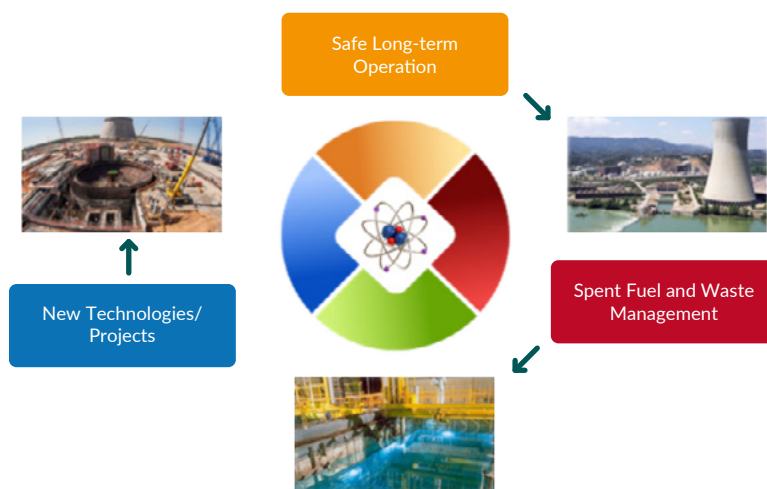 Safe Long-term
Operation
New Technologies/
Projects
Spent Fuel and Waste
Management